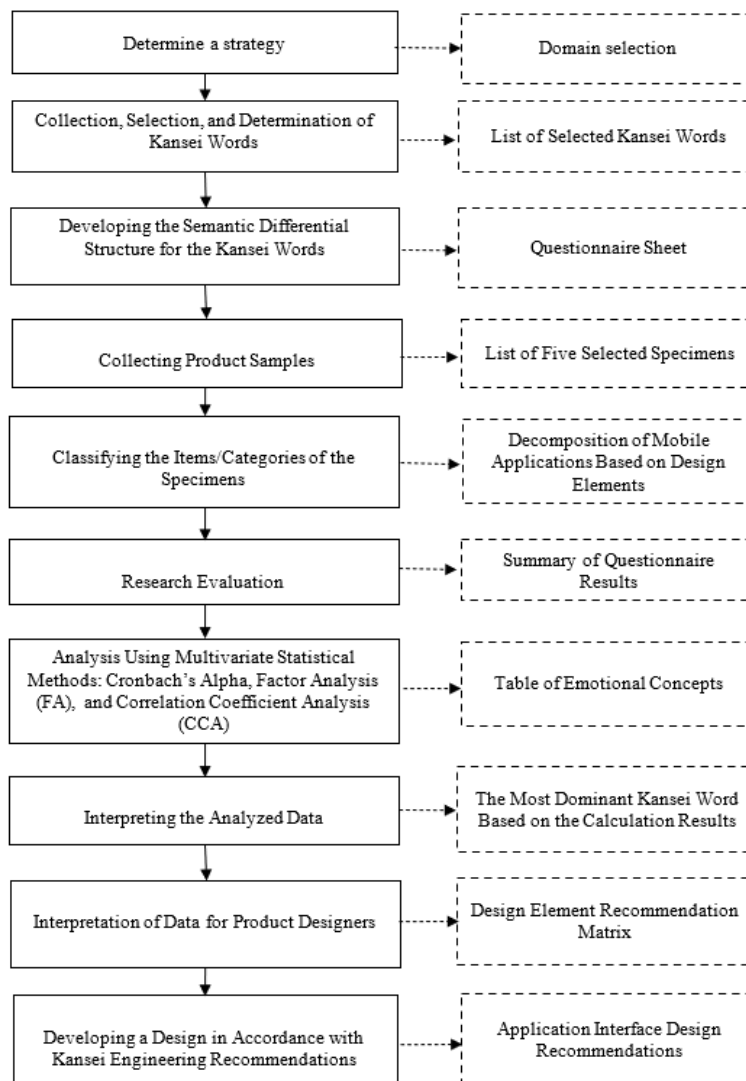 Determine a strategy
Domain selection
Collection, Selection, and Determination of
Kansei Words
List of Selected Kansei Words
Developing the Semantic Differential
Structure for the Kansei Words
Questionnaire Sheet
Collecting Product Samples
List of Five Selected Specimens
Classifying the Items/Categories of the
Specimens
Decomposition of Mobile
Applications Based on Design
Elements
Research Evaluation
Summary of Questionnaire
Results
Analysis Using Multivariate Statistical
Methods: Cronbach's Alpha, Factor Analysis
(FA), and Correlation Coefficient Analysis
(CCA)
Table of Emotional Concepts
Interpreting the Analyzed Data
The Most Dominant Kansei Word
Based on the Calculation Results
Interpretation of Data for Product Designers
Design Element Recommendation
Matrix
Developing a Design in Accordance with
Kansei Engineering Recommendations
Application Interface Design
Recommendations